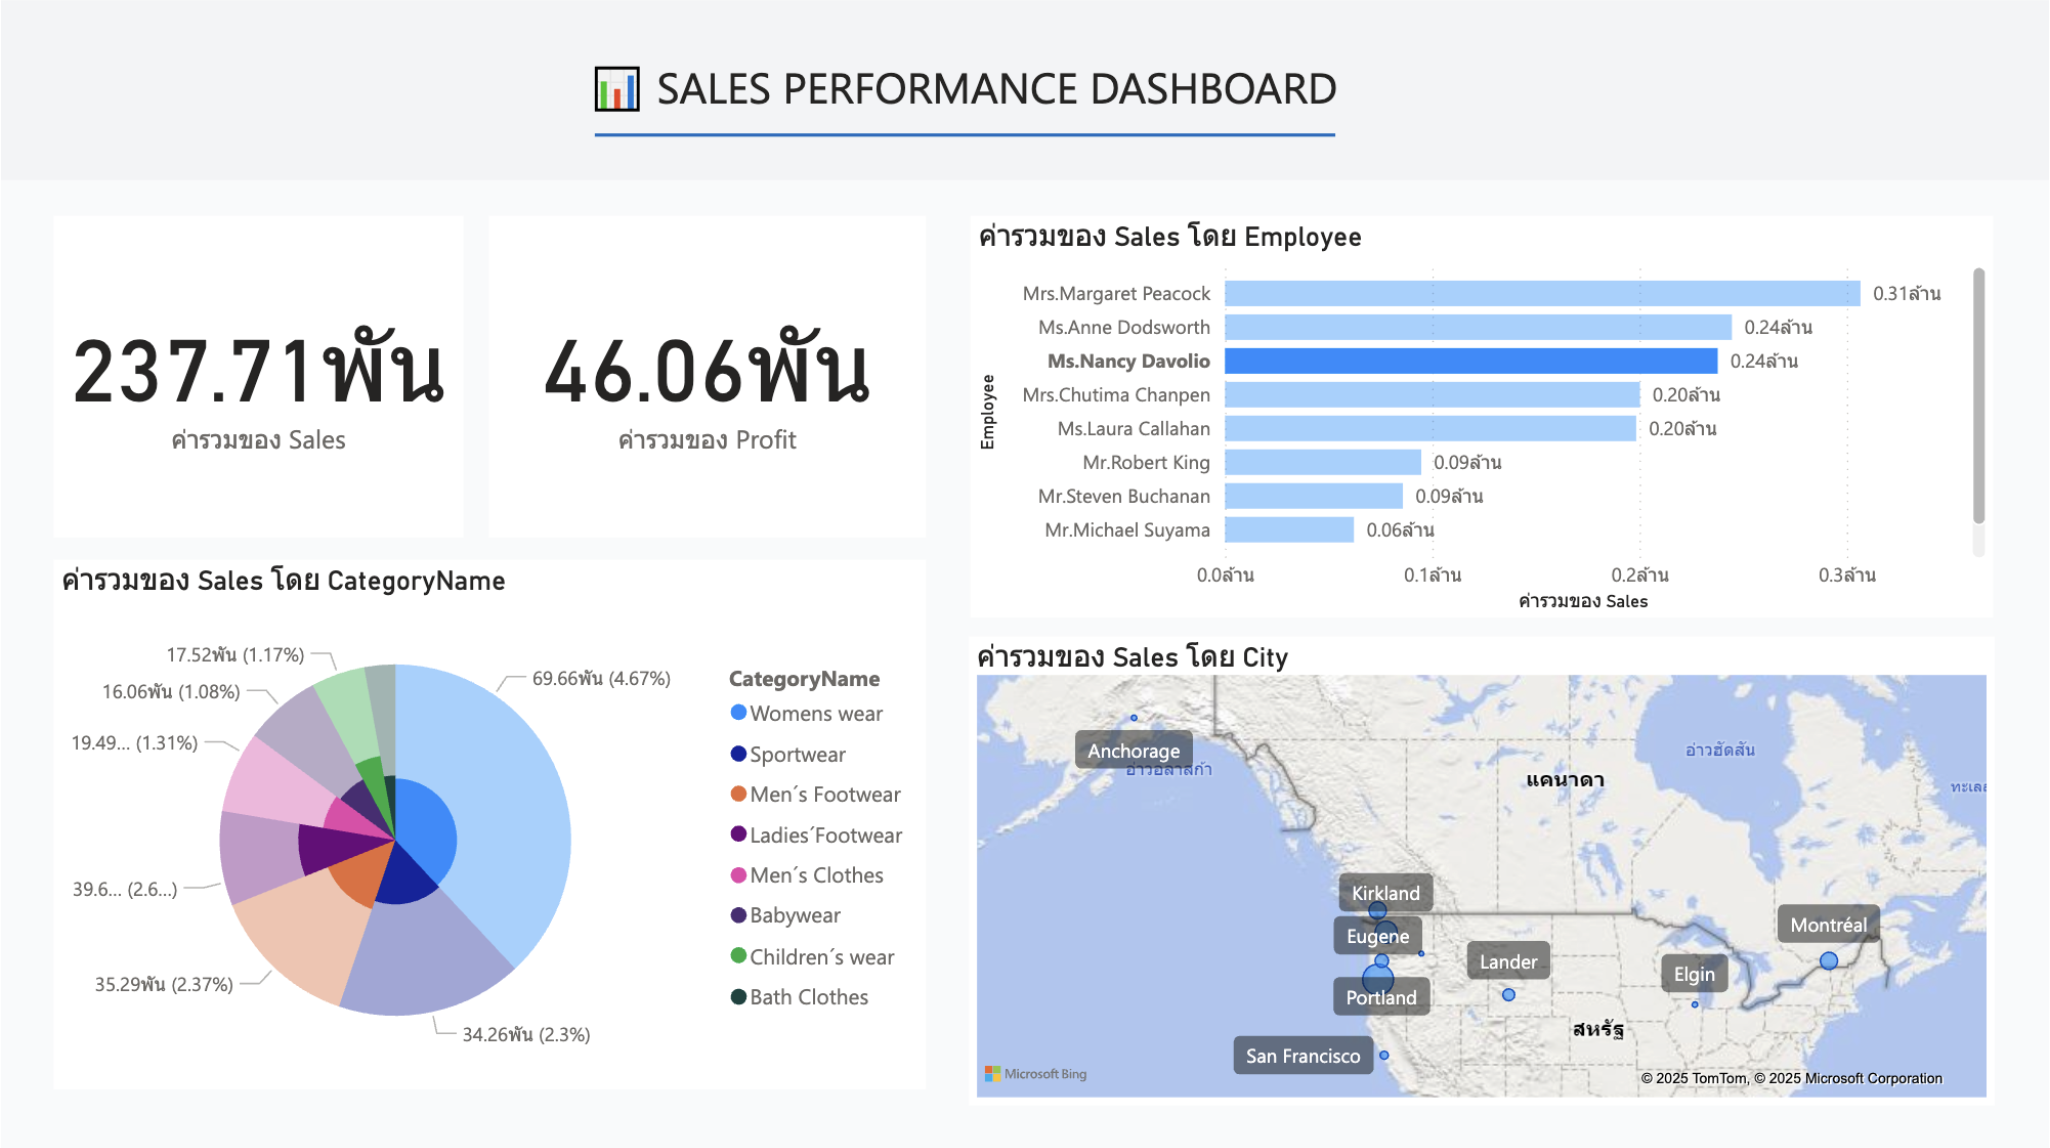 SALES PERFORMANCE DASHBOARD
237.71พัน
ค่ารวมของ Sales
46.06พัน
ค่ารวมของ Profit
ค่ารวมของ Sales โดย Employee
Employee
Mrs.Margaret Peacock 0.31ล้าน
Ms.Anne Dodsworth 0.24ล้าน
Ms.Nancy Davolio 0.24ล้าน
Mrs.Chutima Chanpen 0.20ล้าน
Ms.Laura Callahan 0.20ล้าน
Mr.Robert King 0.09ล้าน
Mr.Steven Buchanan 0.09ล้าน
Mr.Michael Suyama 0.06ล้าน
0.0ล้าน 0.1ล้าน 0.2ล้าน 0.3ล้าน
ค่ารวมของ Sales
ค่ารวมของ Sales โดย CategoryName
17.52พัน (1.17%)
16.06พัน (1.08%)
19.49... (1.31%)
39.6... (2.6...)
35.29พัน (2.37%)
34.26พัน (2.3%)
69.66พัน (4.67%)
CategoryName
Womens wear
Sportwear
Men´s Footwear
Ladies´Footwear
Men´s Clothes
Babywear
Children´s wear
Bath Clothes
ค่ารวมของ Sales โดย City
Anchorage
อ่าวอลาสก้า
แคนาดา
อ่าวฮัดสัน
Kirkland
Eugene
Portland
Lander
Elgin
Montréal
สหรัฐ
San Francisco
Microsoft Bing
© 2025 TomTom, © 2025 Microsoft Corporation